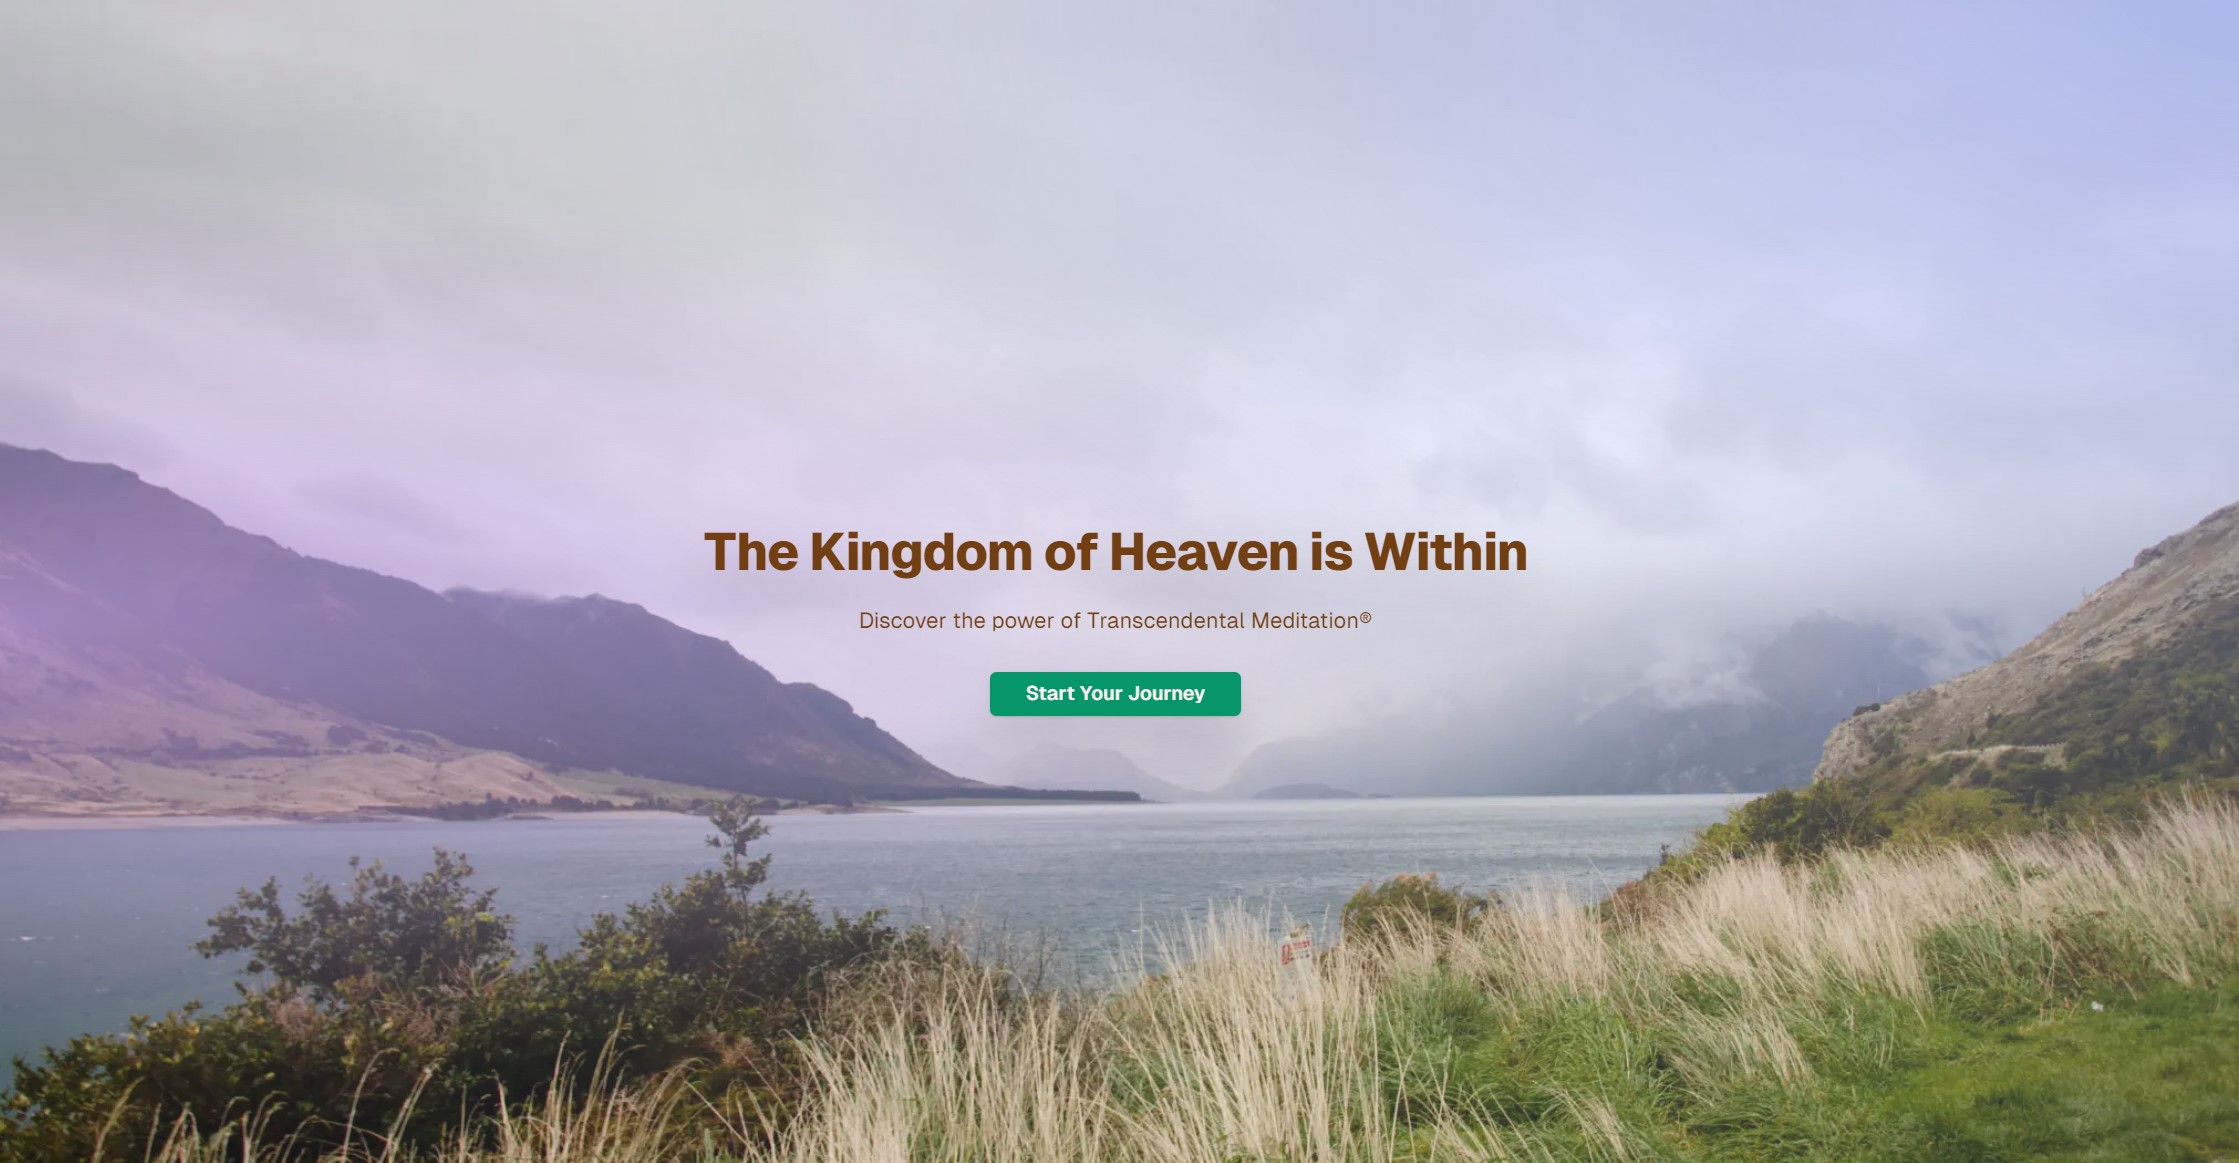 The Kingdom of Heaven is Within
Discover the power of Transcendental Meditation®
Start Your Journey